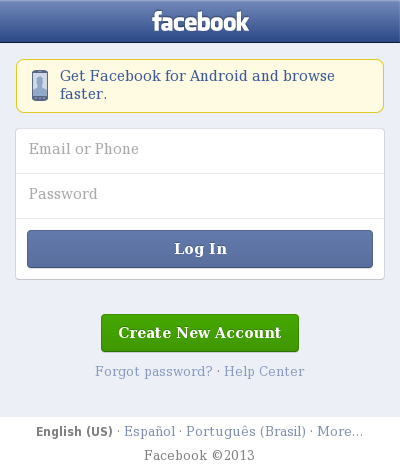 facebook
Get Facebook for Android and browse
faster.
Email or Phone
Password
Log In
Create New Account
Forgot password? · Help Center
English (US) · Español · Português (Brasil) · More...
Facebook ©2013